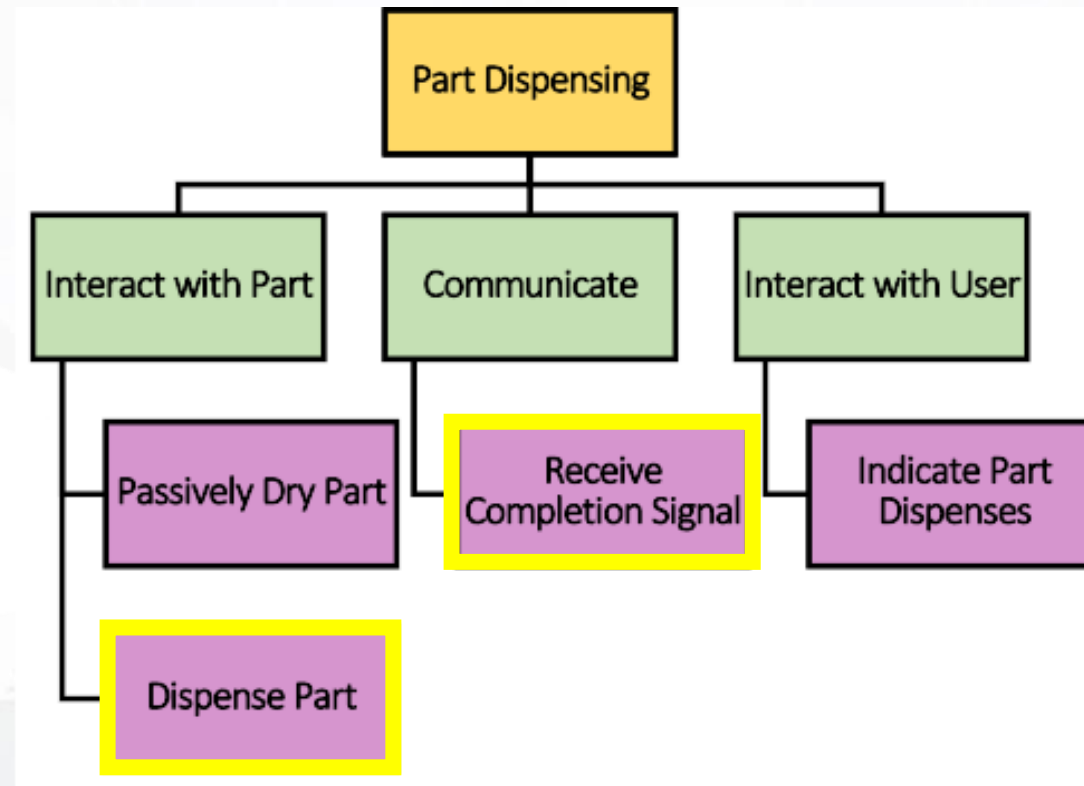 Part Dispensing
Interact with Part
Communicate
Interact with User
Passively Dry Part
Receive
Completion Signal
Indicate Part
Dispenses
Dispense Part